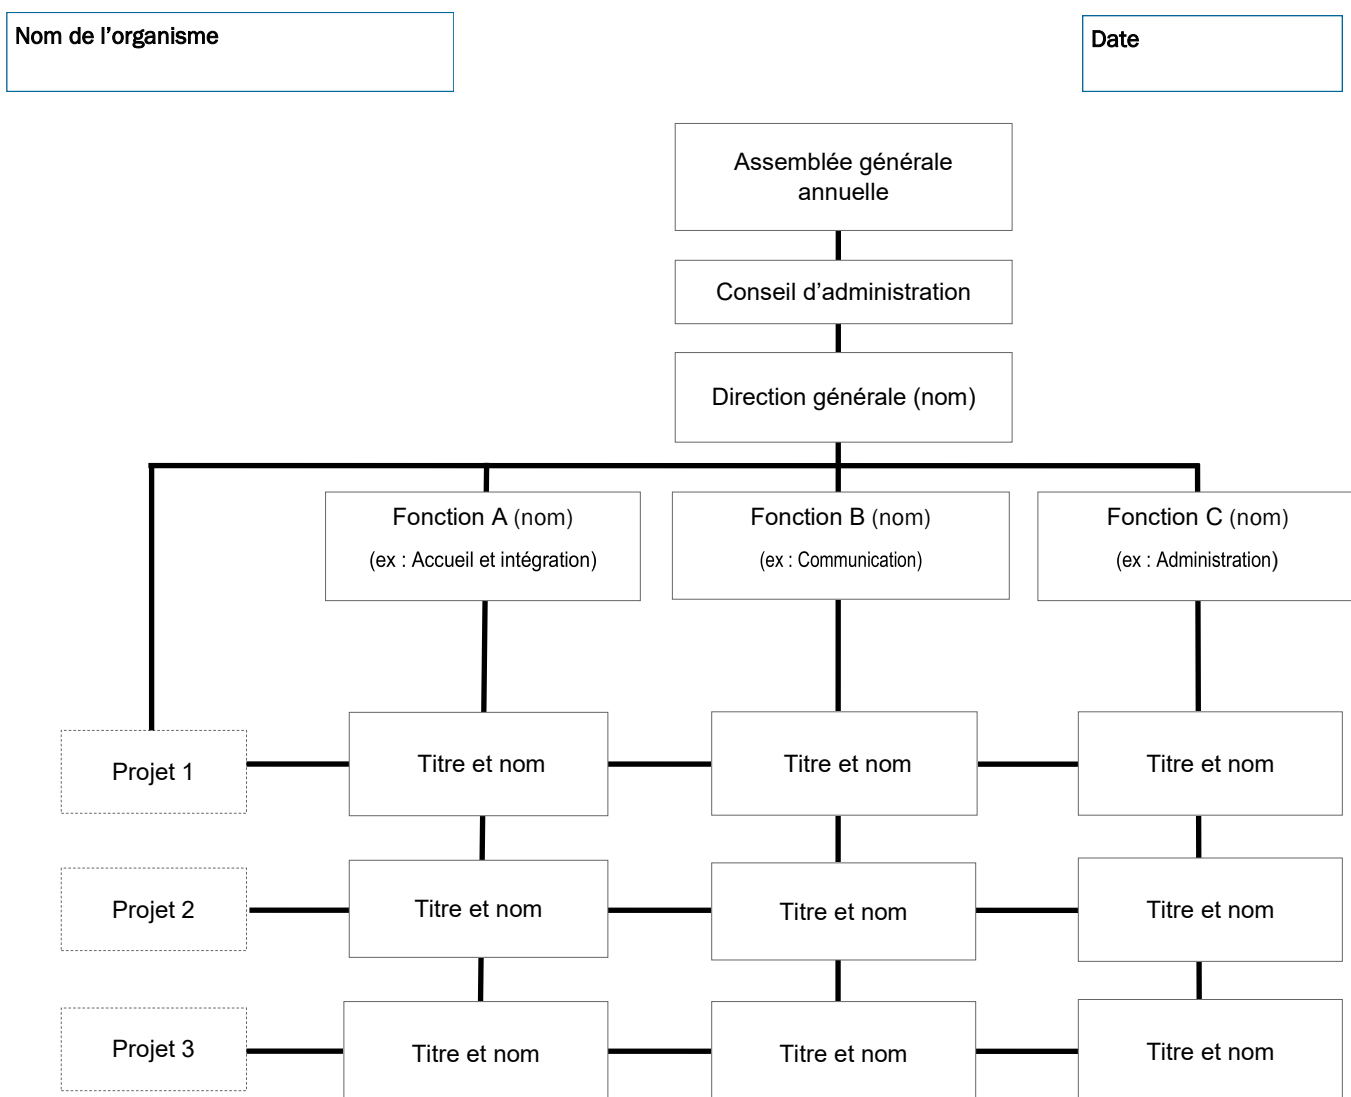 Nom de l’organisme
Date
Assemblée générale
annuelle
Conseil d’administration
Direction générale (nom)
Fonction A (nom)
(ex : Accueil et intégration)
Fonction B (nom)
(ex : Communication)
Fonction C (nom)
(ex : Administration)
Projet 1
Titre et nom
Titre et nom
Titre et nom
Projet 2
Titre et nom
Titre et nom
Titre et nom
Projet 3
Titre et nom
Titre et nom
Titre et nom